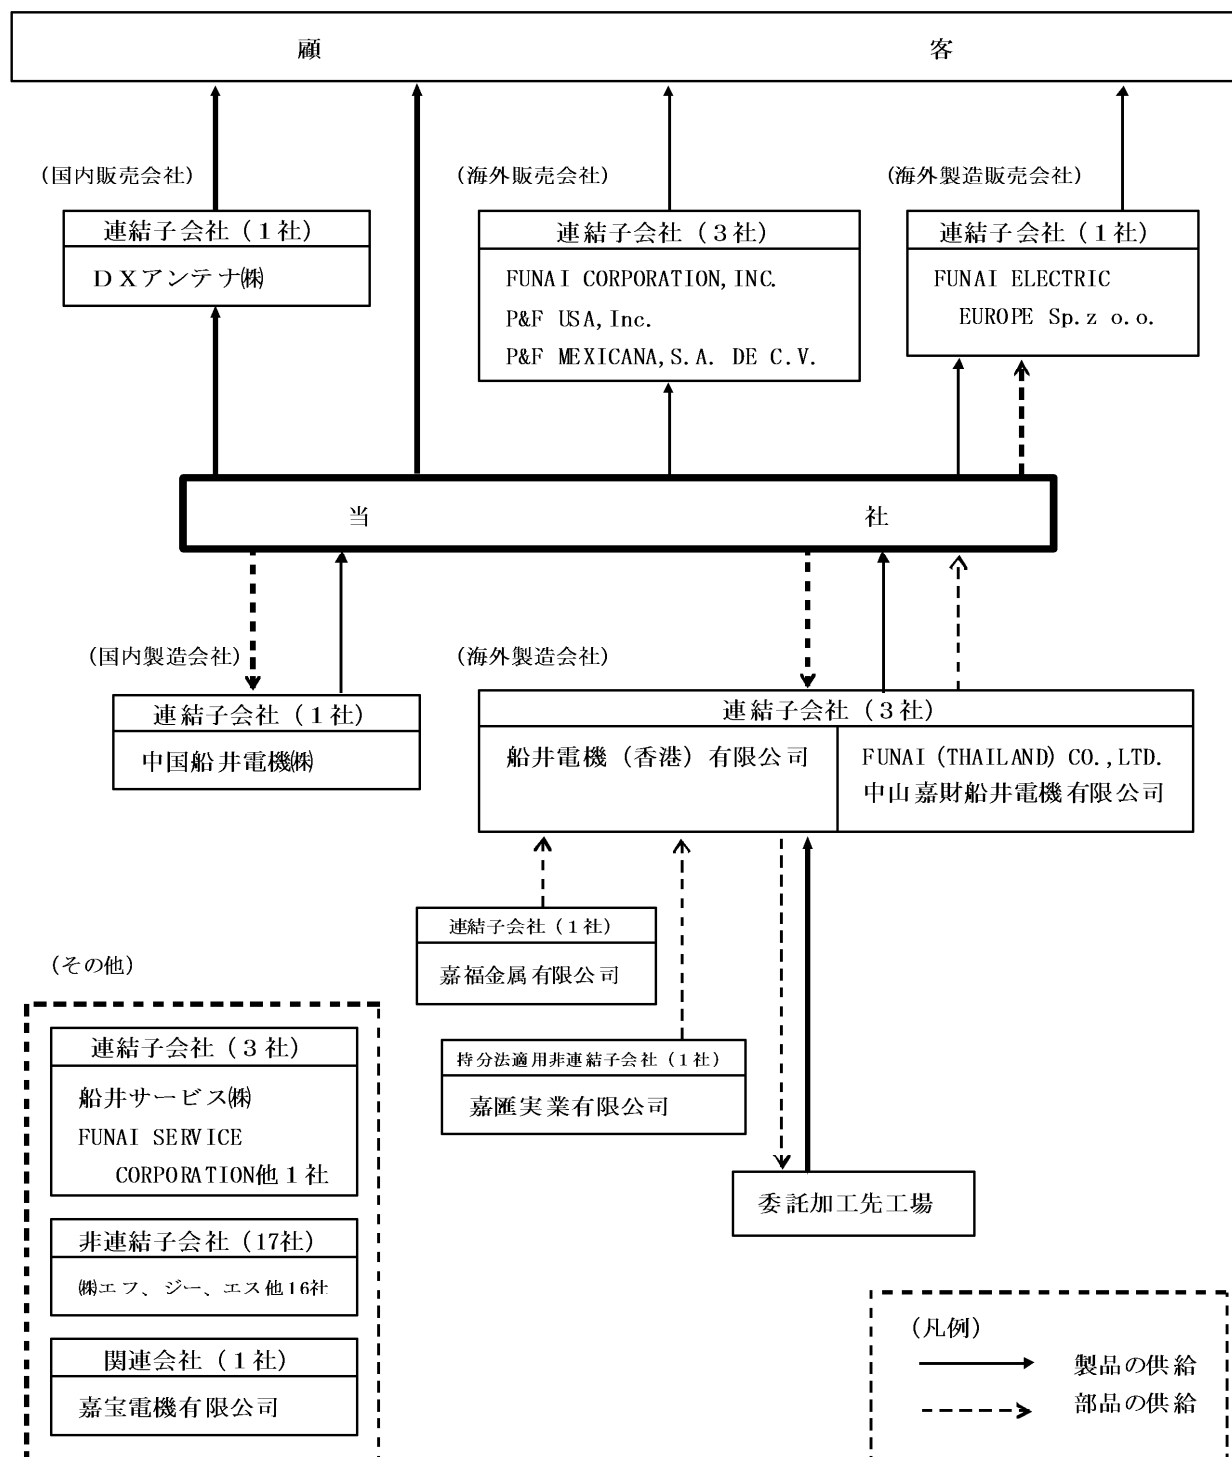 顧客
(国内販売会社)
(海外販売会社)
(海外製造販売会社)
連結子会社(1社)
DXアンテナ㈱
連結子会社(3社)
FUNAI CORPORATION,INC.
P&F USA,Inc.
P&F MEXICANA,S.A. DE C.V.
連結子会社(1社)
FUNAI ELECTRIC
EUROPE Sp.z o.o.
当社
(国内製造会社)
(海外製造会社)
連結子会社(1社)
中国船井電機㈱
連結子会社(3社)
船井電機(香港)有限公司
FUNAI(THAILAND)CO.,LTD.
中山嘉財船井電機有限公司
連結子会社(1社)
嘉福金属有限公司
持分法適用非連結子会社(1社)
嘉匯実業有限公司
委託加工先工場
(その他)
連結子会社(3社)
船井サービス㈱
FUNAI SERVICE
CORPORATION他1社
非連結子会社(17社)
㈱エフ、ジー、エス他16社
関連会社(1社)
嘉宝電機有限公司
(凡例)
製品の供給
部品の供給